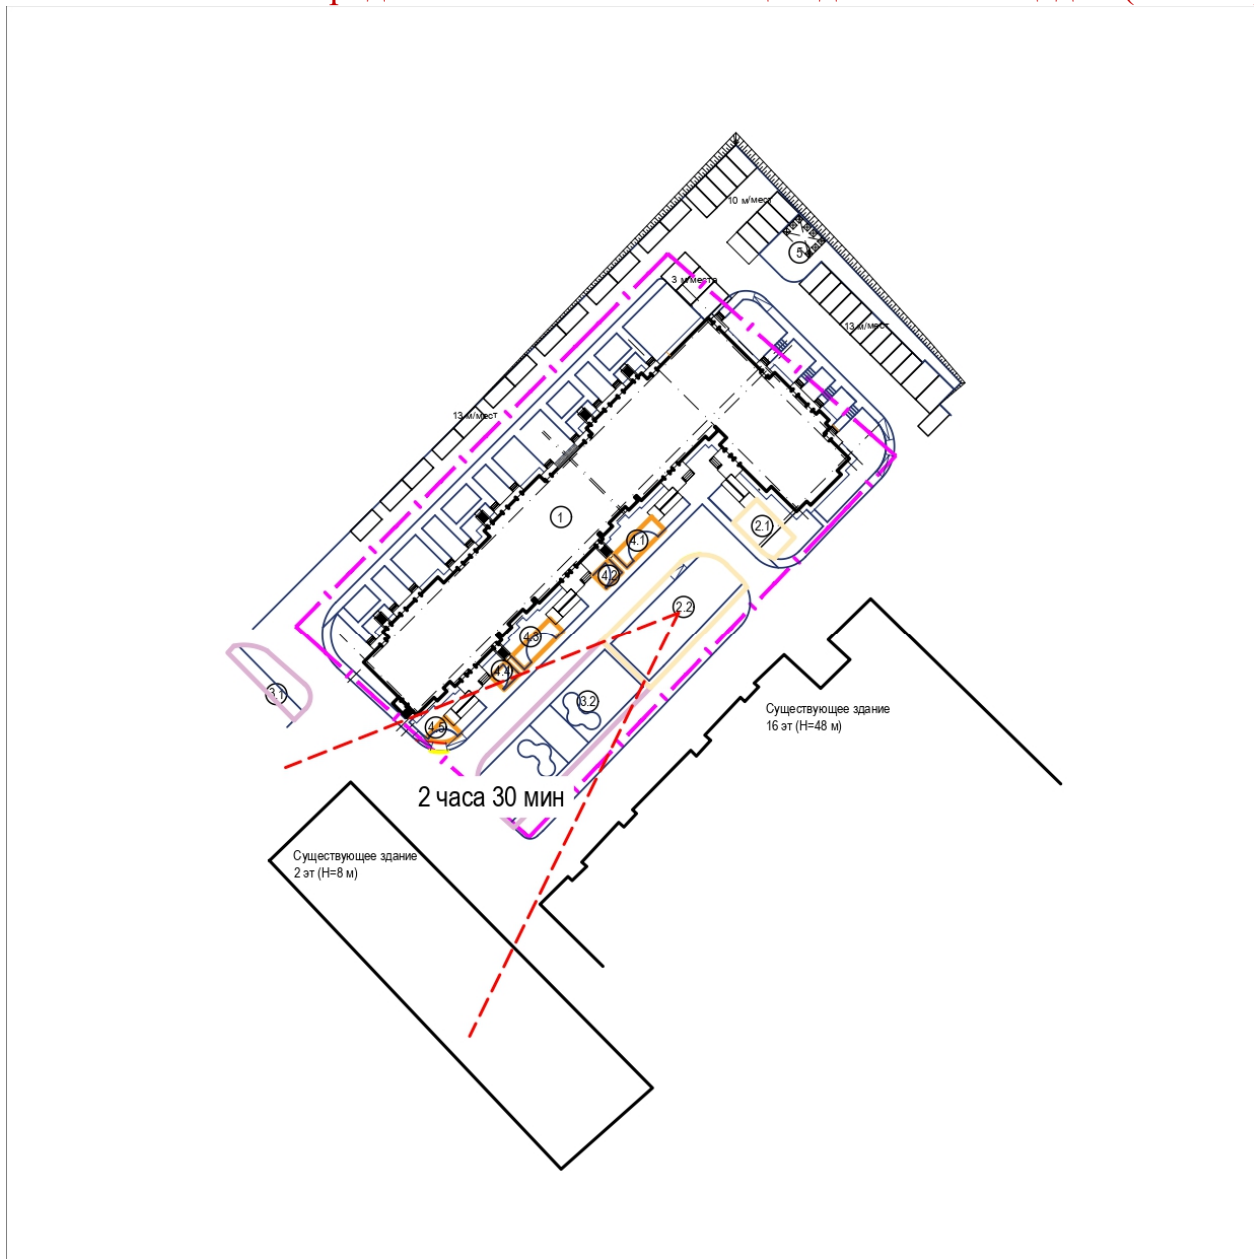 10 м/мест
5
3 м/места
13 м/мест
13 м/мест
1
2.1
4.1
4.2
2.2
4.3
4.4
3.1
3.2
4.5
Существующее здание
16 эт (Н=48 м)
2 часа 30 мин
Существующее здание
2 эт (Н=8 м)